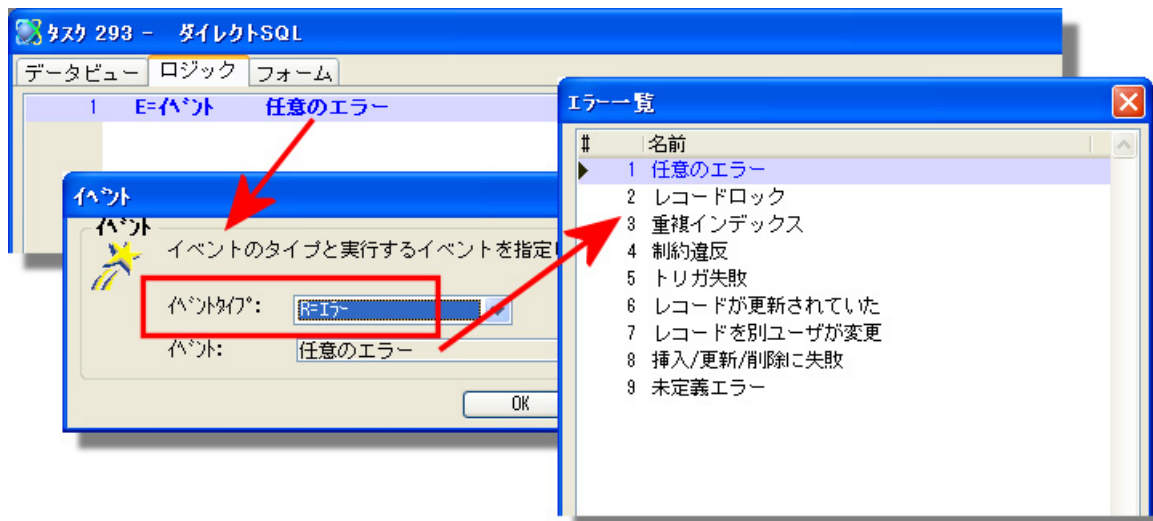 ﾀｽｸ 293 - ﾀﾞｲﾚｸﾄSQL
データビュー ロジック フォーム
1 E=ｲﾍﾞﾝﾄ 任意のエラー
ｲﾍﾞﾝﾄ
ｲﾍﾞﾝﾄ
イベントのタイプと実行するイベントを指定
ｲﾍﾞﾝﾄﾀｲﾌﾟ: R=ｴﾗｰ
ｲﾍﾞﾝﾄ: 任意のエラー
OK
ｴﾗｰ一覧
# 名前
1 任意のエラー
2 レコードロック
3 重複インデックス
4 制約違反
5 トリガ失敗
6 レコードが更新されていた
7 レコードを別ユーザが変更
8 挿入/更新/削除に失敗
9 未定義エラー